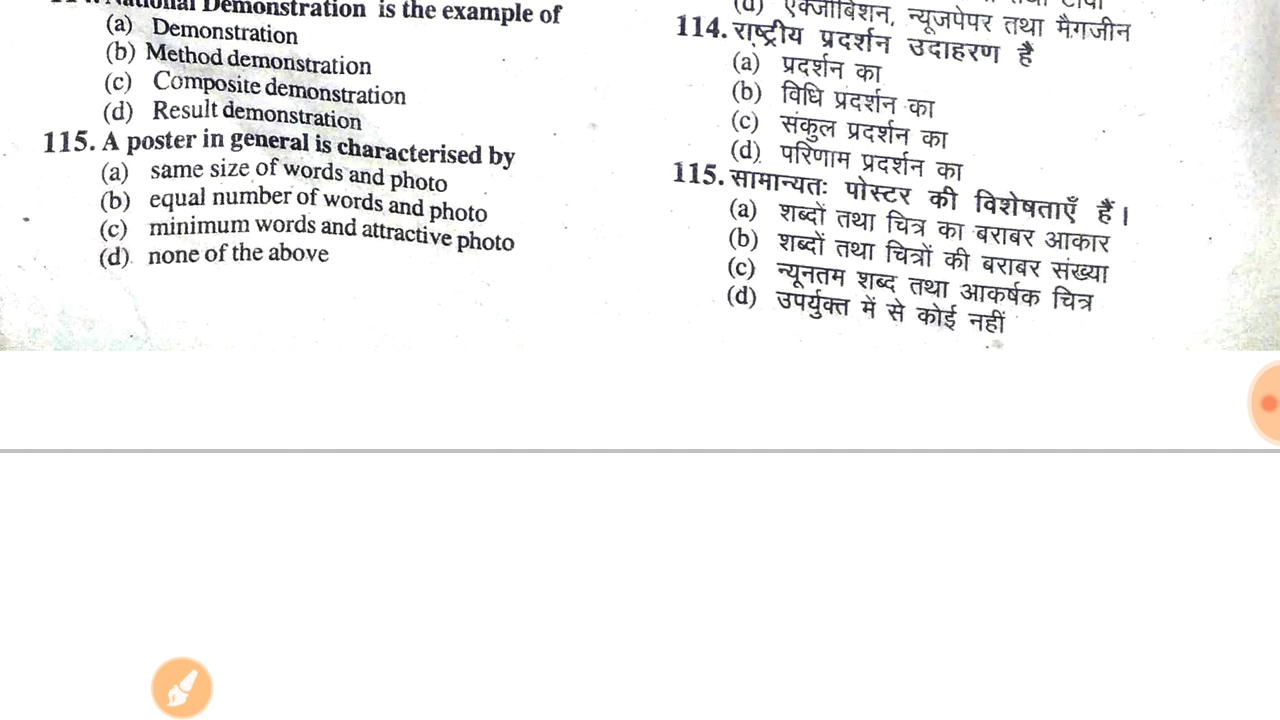 National Demonstration is the example of
(a) Demonstration
(b) Method demonstration
(c) Composite demonstration
(d) Result demonstration
115. A poster in general is characterised by
(a) same size of words and photo
(b) equal number of words and photo
(c) minimum words and attractive photo
(d) none of the above
(d) एक्जीबिशन, न्यूजपेपर तथा मैगजीन
114. राष्ट्रीय प्रदर्शन उदाहरण है
(a) प्रदर्शन का
(b) विधि प्रदर्शन का
(c) संकुल प्रदर्शन का
(d) परिणाम प्रदर्शन का
115. सामान्यतः पोस्टर की विशेषताएँ हैं।
(a) शब्दों तथा चित्र का बराबर आकार
(b) शब्दों तथा चित्रों की बराबर संख्या
(c) न्यूनतम शब्द तथा आकर्षक चित्र
(d) उपर्युक्त में से कोई नहीं